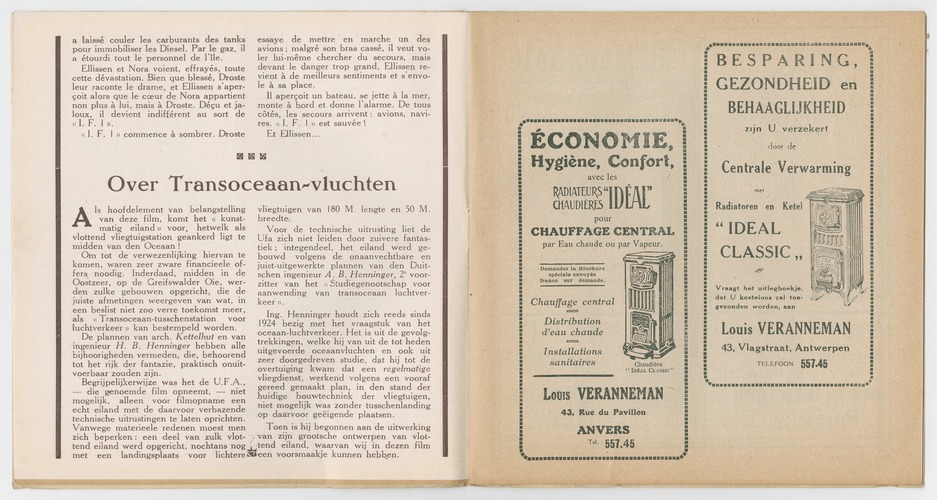 a laissé couler les carburants des tanks
pour immobiliser les Diesel. Par le gaz, il
a étourdi tout le personnel de l'île.
Ellissen et Nora voient, effrayés, toute
cette dévastation. Bien que blessé, Droste
leur raconte le drame, et Ellissen s'aper-
çoit alors que le cœur de Nora appartient
non plus à lui, mais à Droste. Déçu et ja-
loux, il devient indifférent au sort de
« I. F. I ».
« I. F. I » commence à sombrer. Droste
essaye de mettre en marche un des
avions ; malgré son bras cassé, il veut vo-
ler lui-même chercher du secours, mais
devant le danger trop grand, Ellissen re-
vient à de meilleurs sentiments et s'envo-
le à sa place.
Il aperçoit un bateau, se jette à la mer,
monte à bord et donne l'alarme. De tous
côtés, les secours arrivent : avions, navi-
res. « I. F. I » est sauvée !
Et Ellissen...
Over Transoceaan-vluchten
Als hoofdelement van belangstelling
van deze film, komt het « kunst-
matig eiland » voor, hetwelk als
vlottend vliegtuigstation geankerd ligt te
midden van den Oceaan !
Om tot de verwezenlijking hiervan te
komen, waren zeer zware financieele of-
fers noodig. Inderdaad, midden in de
Oostzeer, op de Greifswalder Oie, wer-
den zulke gebouwen opgericht, die de
juiste afmetingen weergeven van wat, in
een beslist niet zoo verre toekomst meer,
als « Transoceaan-tusschenstation voor
luchtverkeer » kan bestempeld worden.
De plannen van arch. Kettelhut en van
ingenieur H. B. Henninger hebben alle
bijhoorigheden vermeden, die, behoorend
tot het rijk der fantazie, praktisch onuit-
voerbaar zouden zijn.
Begrijpelijkerwijze was het de U.F.A.,
— die genoemde film opneemt, — niet
mogelijk, alleen voor filmopname een
echt eiland met de daarvoor verbazende
technische uitrustingen te laten oprichten.
Vanwege materieele redenen moest men
zich beperken : een deel van zulk vlot-
tend eiland werd opgericht, nochtans nog
met een landingsplaats voor lichtere
vliegtuigen van 180 M. lengte en 50 M.
breedte.
Voor de technische uitrusting liet de
Ufa zich niet leiden door zuivere fantas-
tiek ; integendeel, het eiland werd ge-
bouwd volgens de onaanvechtbare en
juist-uitgewerkte plannen van den Duit-
schen ingenieur A. B. Henninger, 2e voor-
zitter van het « Studiegenootschap voor
aanwending van transoceaan luchtver-
keer ».
Ing. Henninger houdt zich reeds sinds
1924 bezig met het vraagstuk van het
oceaan-luchtverkeer. Het is uit de gevolg-
trekkingen, welke hij van uit de tot heden
uitgevoerde oceaanvluchten en ook uit
zeer doorgedreven studie, dat hij tot de
overtuiging kwam dat een regelmatige
vliegdienst, werkend volgens een vooraf
gereed gemaakt plan, in den stand der
huidige bouwtechniek der vliegtuigen,
niet mogelijk was zonder tusschenlanding
op daarvoor geëigende plaatsen.
Toen is hij begonnen aan de uitwerking
van zijn grootsche ontwerpen van vlot-
tend eiland, waarvan wij in dezen film
een voorsmaakje kunnen hebben.
ÉCONOMIE,
Hygiène, Confort,
avec les
RADIATEURS
CHAUDIÈRES "IDÉAL"
pour
CHAUFFAGE CENTRAL
par Eau chaude ou par Vapeur.
Demandez la Brochure
spéciale envoyée
franco sur demande.
Chauffage central
Distribution
d'eau chaude
Installations
sanitaires
Chaudière
"IDEAL CLASSIC"
Louis VERANNEMAN
43, Rue du Pavillon
ANVERS
Tél. 557.45
BESPARING,
GEZONDHEID en
BEHAAGLIJKHEID
zijn U verzekert
door de
Centrale Verwarming
met
Radiatoren en Ketel
“ IDEAL
CLASSIC „
Vraagt het uitlegboekje,
dat U kosteloos zal toe-
gezonden worden, aan
Louis VERANNEMAN
43, Vlagstraat, Antwerpen
TELEFOON 557.45